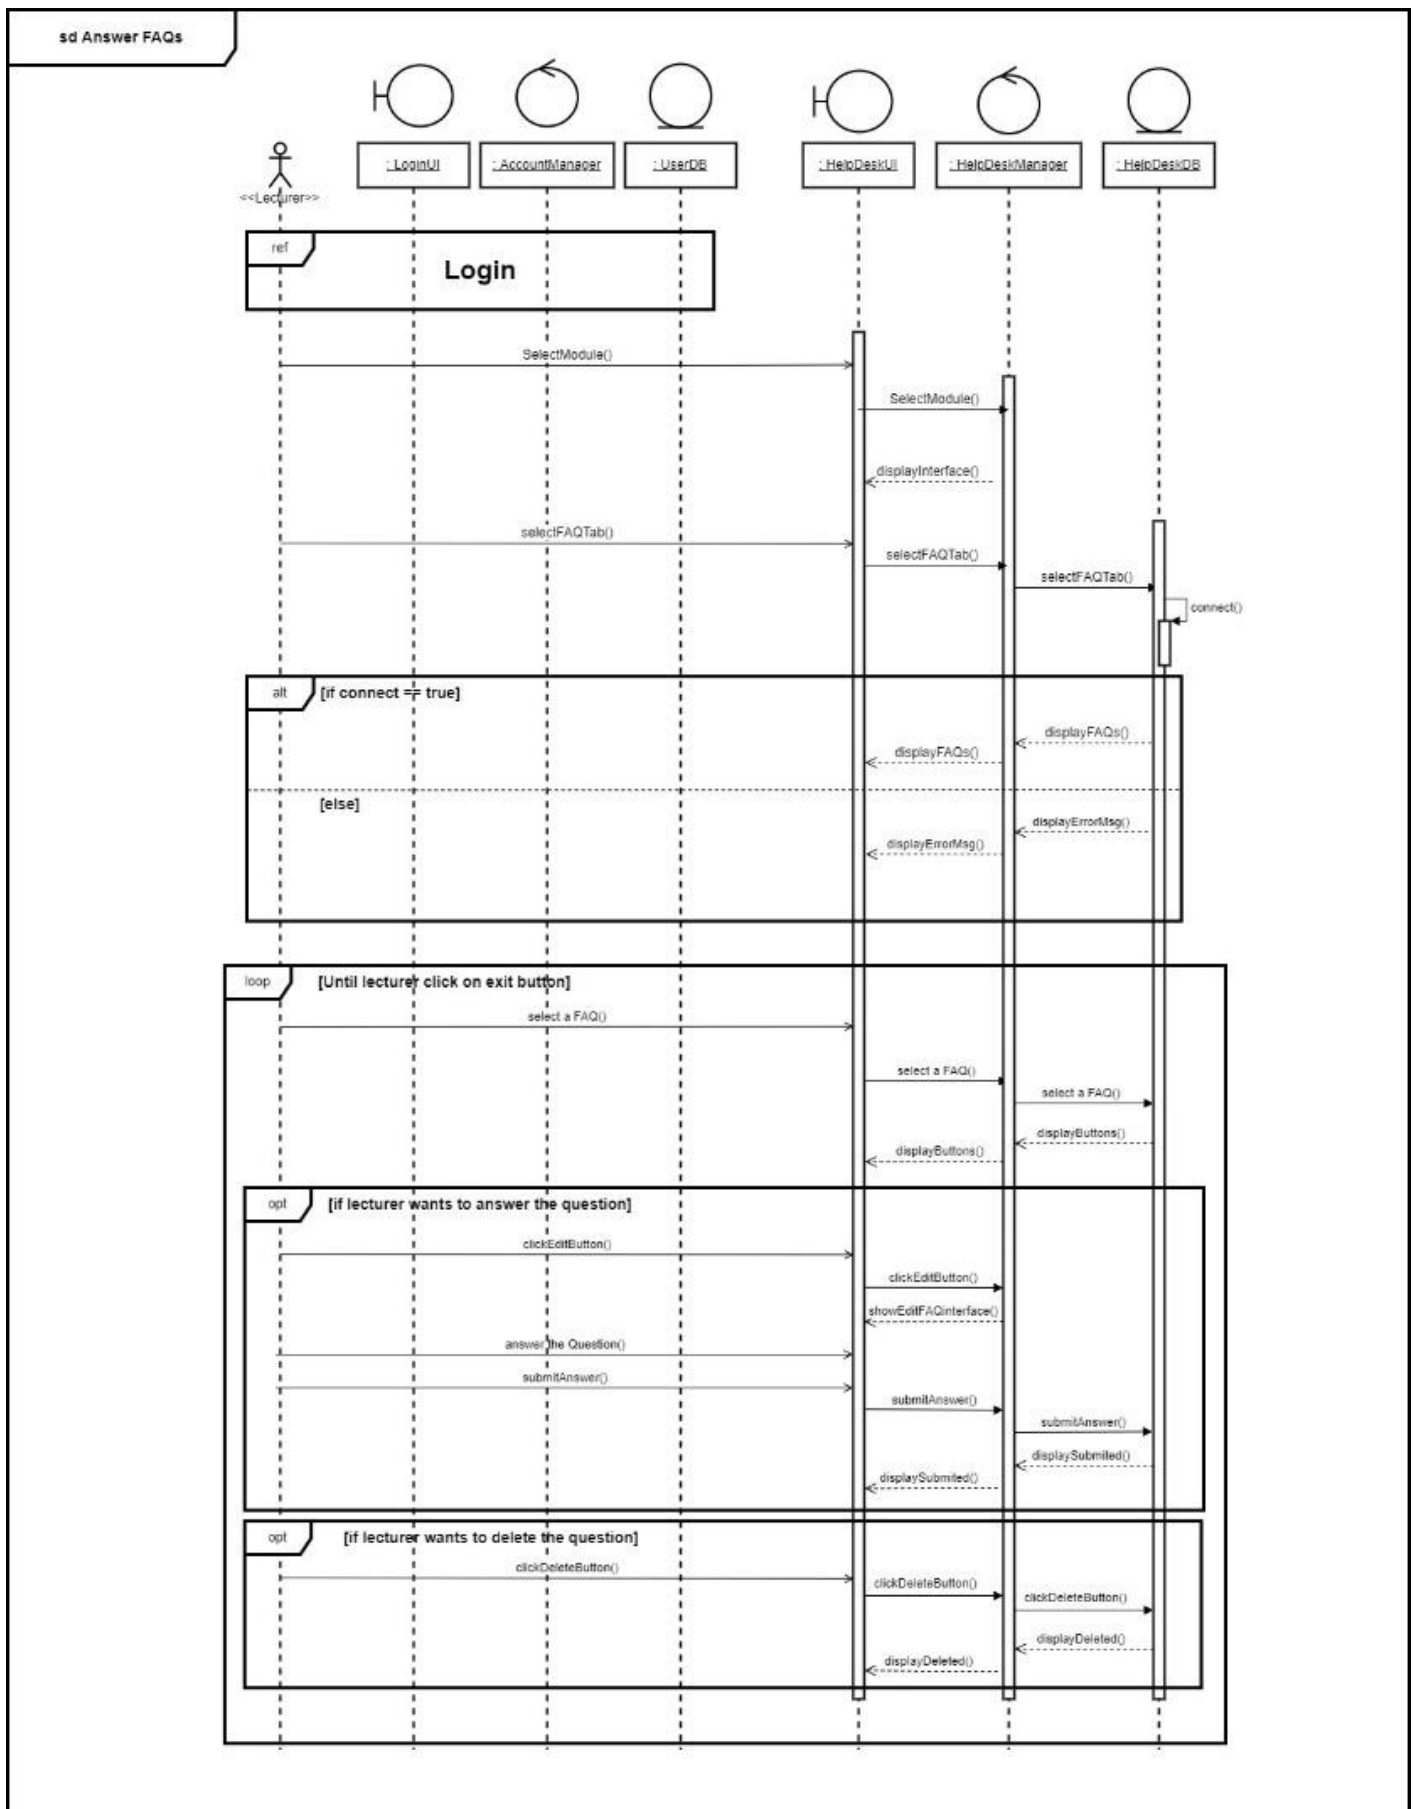 sd Answer FAQs
: LoginUI
: AccountManager
: UserDB
: HelpDeskUI
: HelpDeskManager
: HelpDeskDB
<<Lecturer>>
ref
Login
SelectModule()
SelectModule()
displayInterface()
selectFAQTab()
selectFAQTab()
selectFAQTab()
connect()
alt
[if connect == true]
displayFAQs()
displayFAQs()
[else]
displayErrorMsg()
displayErrorMsg()
loop
[Until lecturer click on exit button]
select a FAQ()
select a FAQ()
select a FAQ()
displayButtons()
displayButtons()
opt
[if lecturer wants to answer the question]
clickEditButton()
clickEditButton()
showEditFAQinterface()
answer the Question()
submitAnswer()
submitAnswer()
submitAnswer()
displaySubmited()
displaySubmited()
opt
[if lecturer wants to delete the question]
clickDeleteButton()
clickDeleteButton()
clickDeleteButton()
displayDeleted()
displayDeleted()